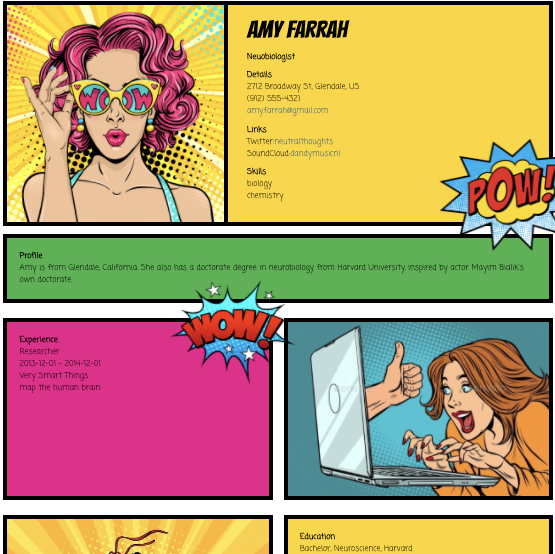 AMY FARRAH
Neuobiologist
Details
2712 Broadway St, Glendale, US
(912) 555-4321
amyfarrah@gmail.com
Links
Twitter:neutralthoughts
SoundCloud:dandymusicnl
Skills
biology
chemistry
WOW
POW!
Profile
Amy is from Glendale, California. She also has a doctorate degree in neurobiology from Harvard University, inspired by actor Mayim Bialik's
own doctorate.
WOW!
Experience
Researcher
2013-12-01 - 2014-12-01
Very Smart Things
map the human brain
Education
Bachelor, Neuroscience, Harvard